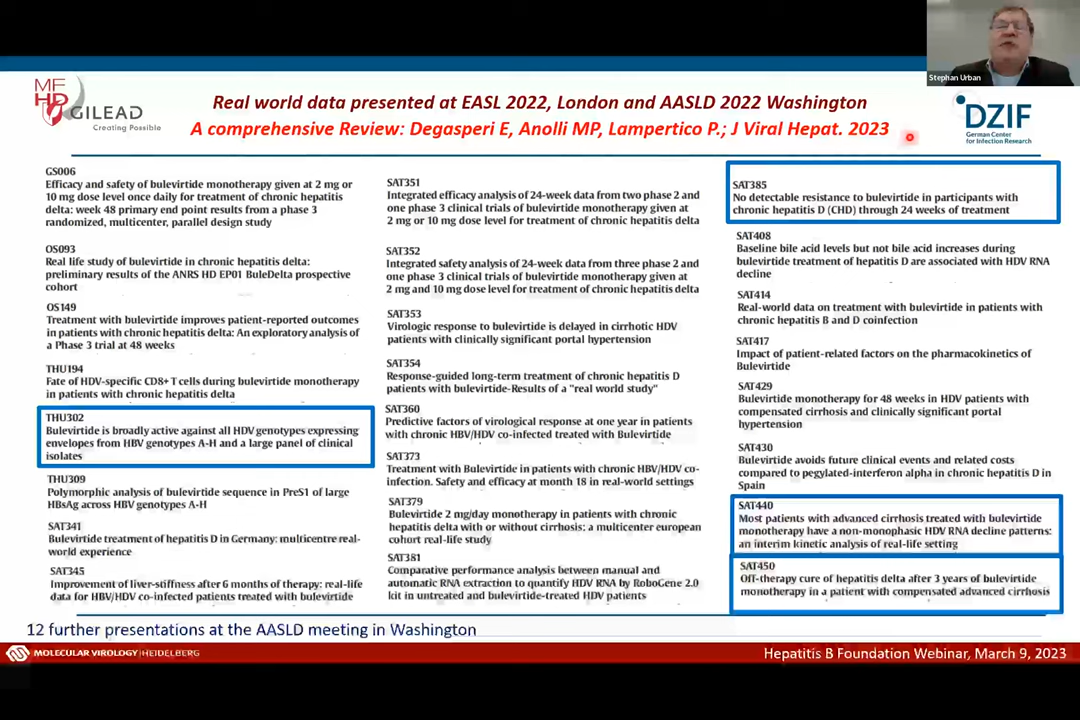 Stephan Urban
MF
HD
GILEAD
Creating Possible
Real world data presented at EASL 2022, London and AASLD 2022 Washington
A comprehensive Review: Degasperi E, Anolli MP, Lampertico P.; J Viral Hepat. 2023
DZIF
German Center
for Infection Research
GS006
Efficacy and safety of bulevirtide monotherapy given at 2 mg or
10 mg dose level once daily for treatment of chronic hepatitis
delta: week 48 primary end point results from a phase 3
randomized, multicenter, parallel design study
OS093
Real life study of bulevirtide in chronic hepatitis delta:
preliminary results of the ANRS HD EP01 BuleDelta prospective
cohort
OS149
Treatment with bulevirtide improves patient-reported outcomes
in patients with chronic hepatitis delta: An exploratory analysis of
a Phase 3 trial at 48 weeks
THU194
Fate of HDV-specific CD8+ T cells during bulevirtide monotherapy
in patients with chronic hepatitis delta
THU302
Bulevirtide is broadly active against all HDV genotypes expressing
envelopes from HBV genotypes A-H and a large panel of clinical
isolates
THU309
Polymorphic analysis of bulevirtide sequence in PreS1 of large
HBsAg across HBV genotypes A-H
SAT341
Bulevirtide treatment of hepatitis D in Germany: multicentre real-
world experience
SAT345
Improvement of liver-stiffness after 6 months of therapy: real-life
data for HBV/HDV co-infected patients treated with bulevirtide
SAT351
Integrated efficacy analysis of 24-week data from two phase 2 and
one phase 3 clinical trials of bulevirtide monotherapy given at
2 mg or 10 mg dose level for treatment of chronic hepatitis delta
SAT352
Integrated safety analysis of 24-week data from three phase 2 and
one phase 3 clinical trials of bulevirtide monotherapy given at
2 mg and 10 mg dose level for treatment of chronic hepatitis delta
SAT353
Virologic response to bulevirtide is delayed in cirrhotic HDV
patients with clinically significant portal hypertension
SAT354
Response-guided long-term treatment of chronic hepatitis D
patients with bulevirtide-Results of a "real world study"
SAT360
Predictive factors of virological response at one year in patients
with chronic HBV/HDV co-infected treated with Bulevirtide
SAT373
Treatment with Bulevirtide in patients with chronic HBV/HDV co-
infection. Safety and efficacy at month 18 in real-world settings
SAT379
Bulevirtide 2 mg/day monotherapy in patients with chronic
hepatitis delta with or without cirrhosis: a multicenter european
cohort real-life study
SAT381
Comparative performance analysis between manual and
automatic RNA extraction to quantify HDV RNA by RoboGene 2.0
kit in untreated and bulevirtide-treated HDV patients
SAT385
No detectable resistance to bulevirtide in participants with
chronic hepatitis D (CHD) through 24 weeks of treatment
SAT408
Baseline bile acid levels but not bile acid increases during
bulevirtide treatment of hepatitis D are associated with HDV RNA
decline
SAT414
Real-world data on treatment with bulevirtide in patients with
chronic hepatitis B and D coinfection
SAT417
Impact of patient-related factors on the pharmacokinetics of
Bulevirtide
SAT429
Bulevirtide monotherapy for 48 weeks in HDV patients with
compensated cirrhosis and clinically significant portal
hypertension
SAT430
Bulevirtide avoids future clinical events and related costs
compared to pegylated-interferon alpha in chronic hepatitis D in
Spain
SAT440
Most patients with advanced cirrhosis treated with bulevirtide
monotherapy have a non-monophasic HDV RNA decline patterns:
an interim kinetic analysis of real-life setting
SAT450
Off-therapy cure of hepatitis delta after 3 years of bulevirtide
monotherapy in a patient with compensated advanced cirrhosis
12 further presentations at the AASLD meeting in Washington
MOLECULAR VIROLOGY | HEIDELBERG
Hepatitis B Foundation Webinar, March 9, 2023